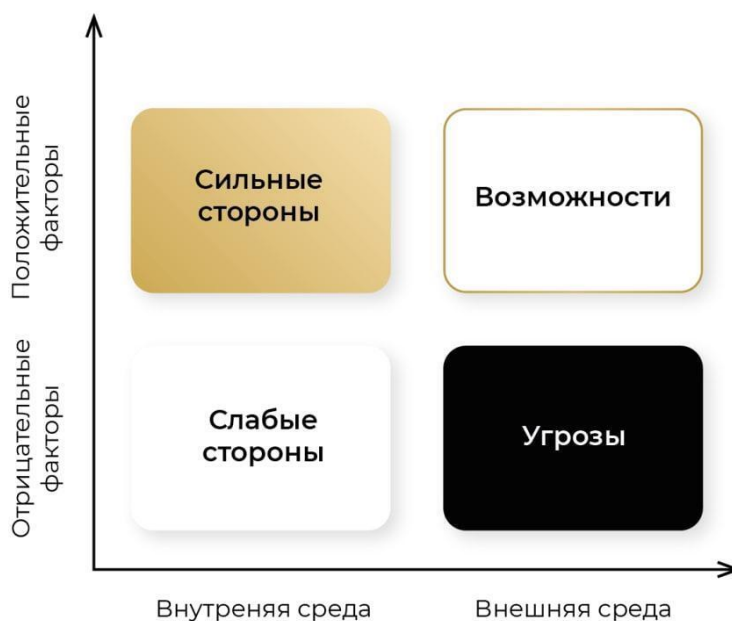 Положительные
факторы
Сильные
стороны
Возможности
Отрицательные
факторы
Слабые
стороны
Угрозы
Внутреняя среда
Внешняя среда